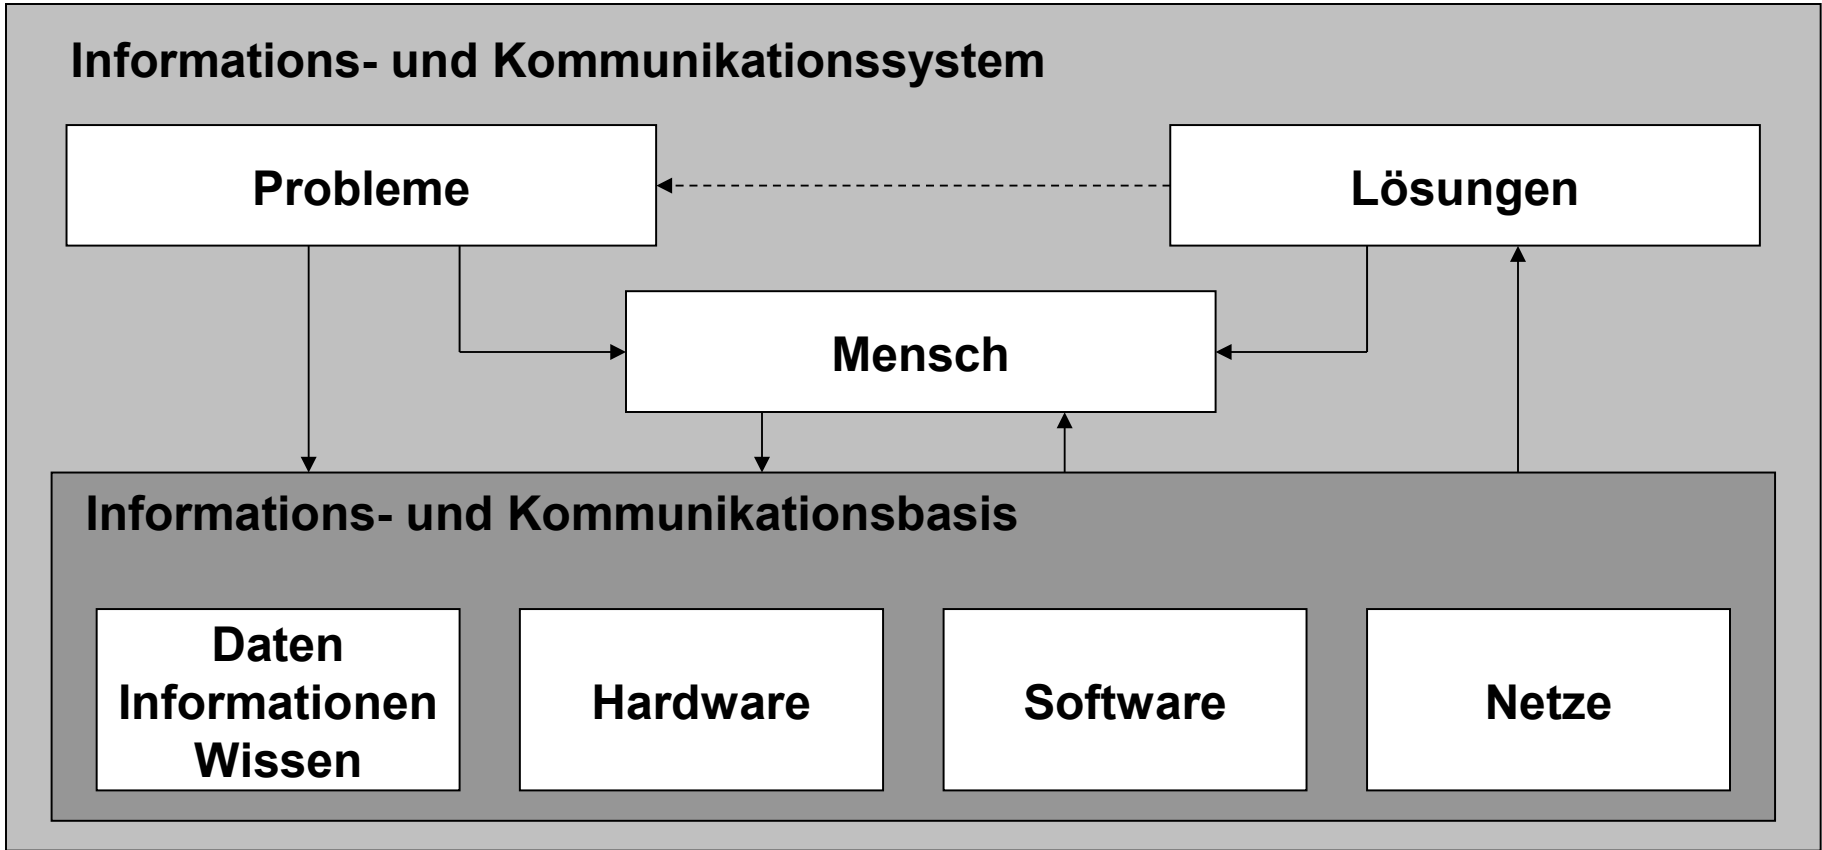 Informations- und Kommunikationssystem
Probleme
Lösungen
Mensch
Informations- und Kommunikationsbasis
Daten
Informationen
Wissen
Hardware
Software
Netze